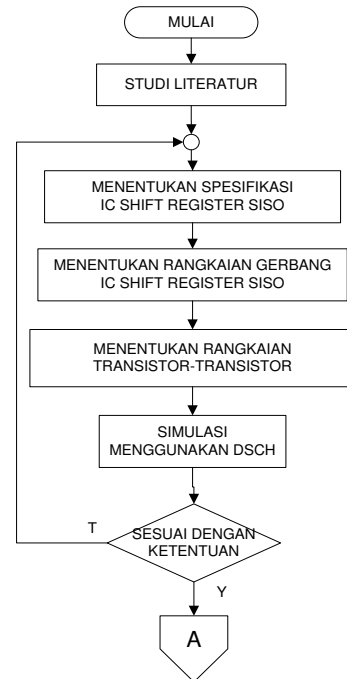 MULAI
STUDI LITERATUR
MENENTUKAN SPESIFIKASI
IC SHIFT REGISTER SISO
MENENTUKAN RANGKAIAN GERBANG
IC SHIFT REGISTER SISO
MENENTUKAN RANGKAIAN
TRANSISTOR-TRANSISTOR
SIMULASI
MENGGUNAKAN DSCH
T
SESUAI DENGAN
KETENTUAN
Y
A